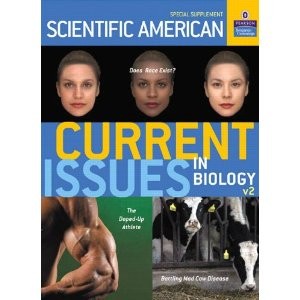 SPECIAL SUPPLEMENT
SCIENTIFIC AMERICAN
PEARSON
Does Race Exist?
CURRENT
ISSUES
IN
BIOLOGY
v2
The
Doped-Up
Athlete
Battling Mad Cow Disease